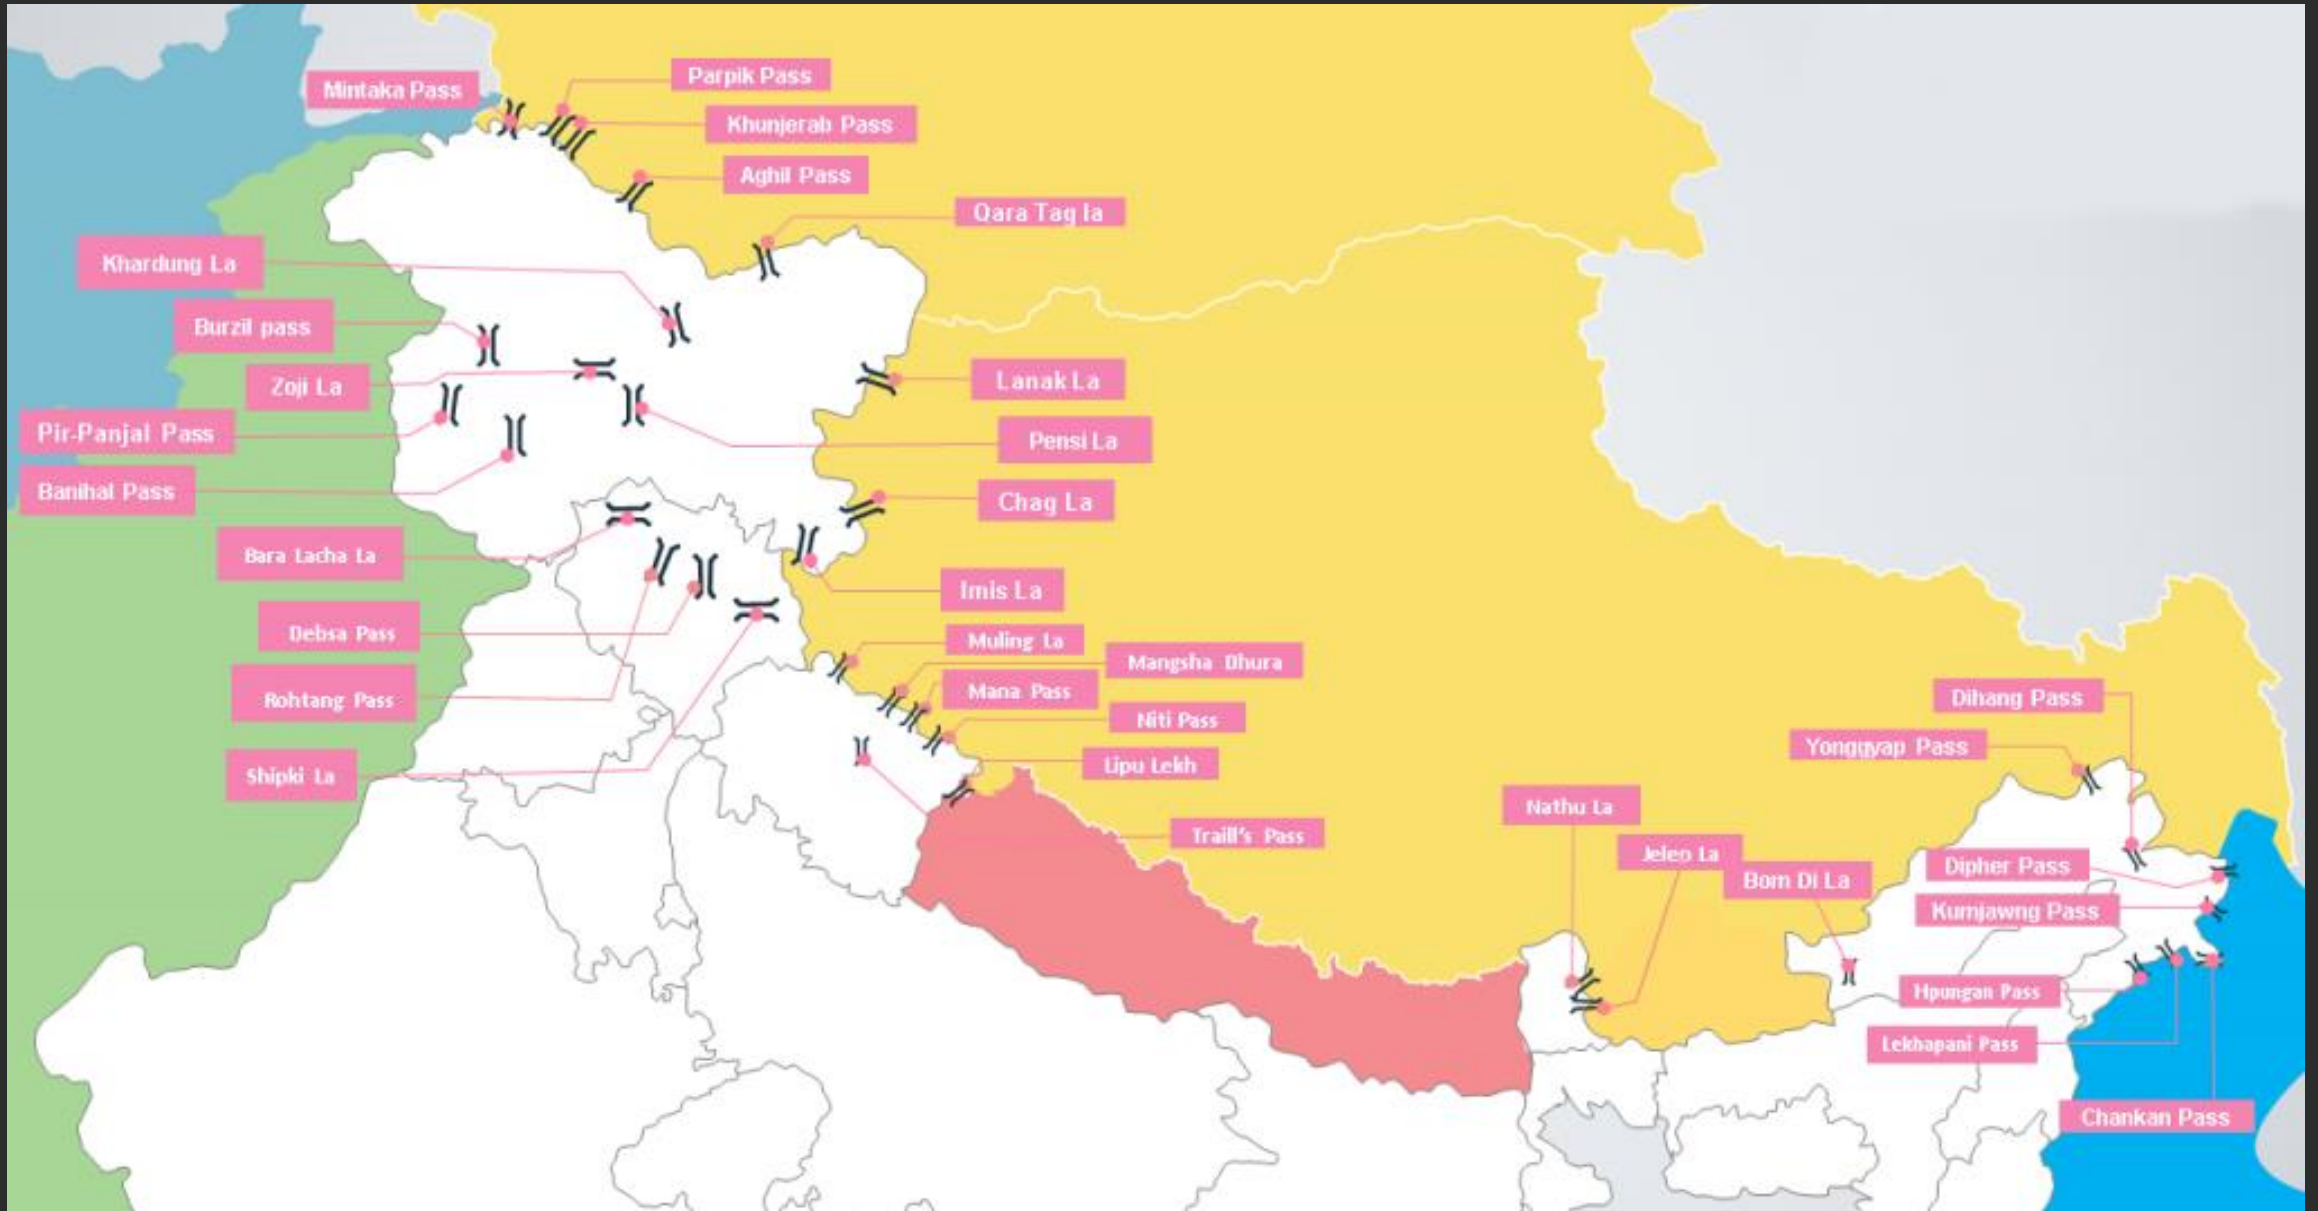 Parpik Pass
Mintaka Pass
Khunjerab Pass
Aghil Pass
Qara Tag la
Khardung La
Burzil pass
Zoji La
Lanak La
Pir-Panjal Pass
Pensi La
Banihal Pass
Chag La
Bara Lacha La
Imis La
Debsa Pass
Muling La
Mangsha Dhura
Mana Pass
Rohtang Pass
Dihang Pass
Niti Pass
Yonggyap Pass
Lipu Lekh
Shipki La
Nathu La
Traill's Pass
Jeleo La
Dipher Pass
Bom Di La
Kumjawng Pass
Hpungan Pass
Lekhapani Pass
Chankan Pass